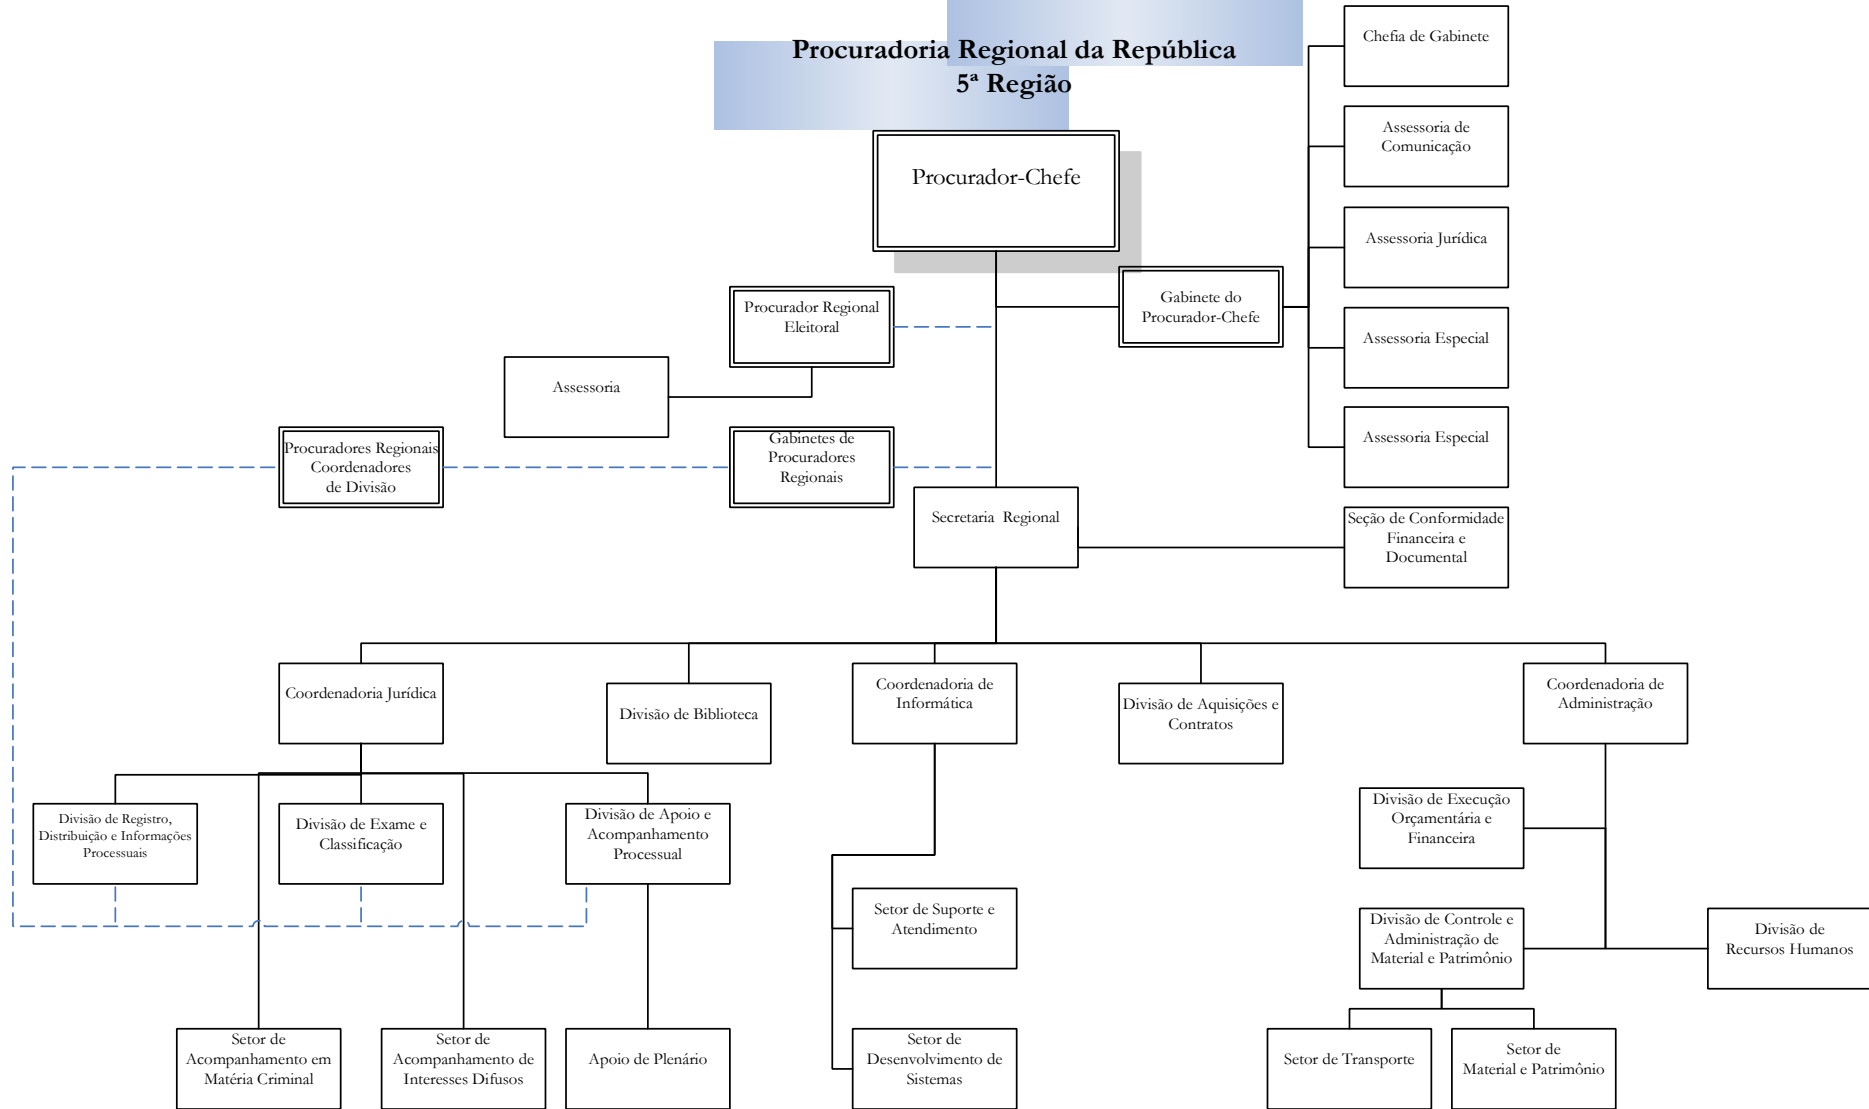 Procuradoria Regional da República
5ª Região
Chefia de Gabinete
Assessoria de
Comunicação
Procurador-Chefe
Assessoria Jurídica
Gabinete do
Procurador-Chefe
Procurador Regional
Eleitoral
Assessoria Especial
Assessoria
Assessoria Especial
Procuradores Regionais
Coordenadores
de Divisão
Gabinetes de
Procuradores
Regionais
Secretaria Regional
Seção de Conformidade
Financeira e
Documental
Coordenadoria Jurídica
Divisão de Biblioteca
Coordenadoria de
Informática
Divisão de Aquisições e
Contratos
Coordenadoria de
Administração
Divisão de Registro,
Distribuição e Informações
Processuais
Divisão de Exame e
Classificação
Divisão de Apoio e
Acompanhamento
Processual
Divisão de Execução
Orçamentária e
Financeira
Setor de Suporte e
Atendimento
Divisão de Controle e
Administração de
Material e Patrimônio
Divisão de
Recursos Humanos
Setor de
Acompanhamento em
Matéria Criminal
Setor de
Acompanhamento de
Interesses Difusos
Apoio de Plenário
Setor de
Desenvolvimento de
Sistemas
Setor de Transporte
Setor de
Material e Patrimônio